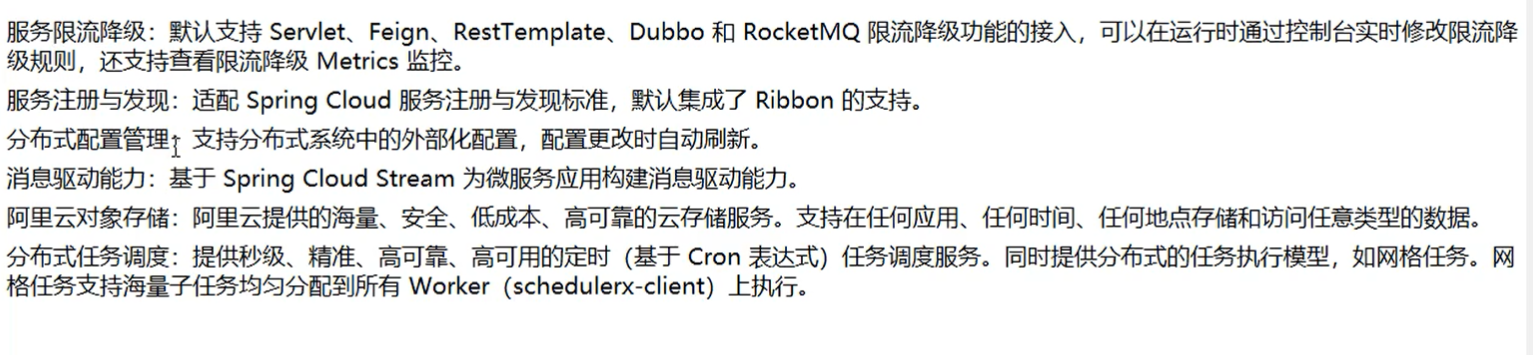 服务限流降级：默认支持 Servlet、Feign、RestTemplate、Dubbo 和 RocketMQ 限流降级功能的接入，可以在运行时通过控制台实时修改限流降
级规则，还支持查看限流降级 Metrics 监控。
服务注册与发现：适配 Spring Cloud 服务注册与发现标准，默认集成了 Ribbon 的支持。
分布式配置管理：支持分布式系统中的外部化配置，配置更改时自动刷新。
消息驱动能力：基于 Spring Cloud Stream 为微服务应用构建消息驱动能力。
阿里云对象存储：阿里云提供的海量、安全、低成本、高可靠的云存储服务。支持在任何应用、任何时间、任何地点存储和访问任意类型的数据。
分布式任务调度：提供秒级、精准、高可靠、高可用的定时（基于 Cron 表达式）任务调度服务。同时提供分布式的任务执行模型，如网格任务。网
格任务支持海量子任务均匀分配到所有 Worker（schedulerx-client）上执行。